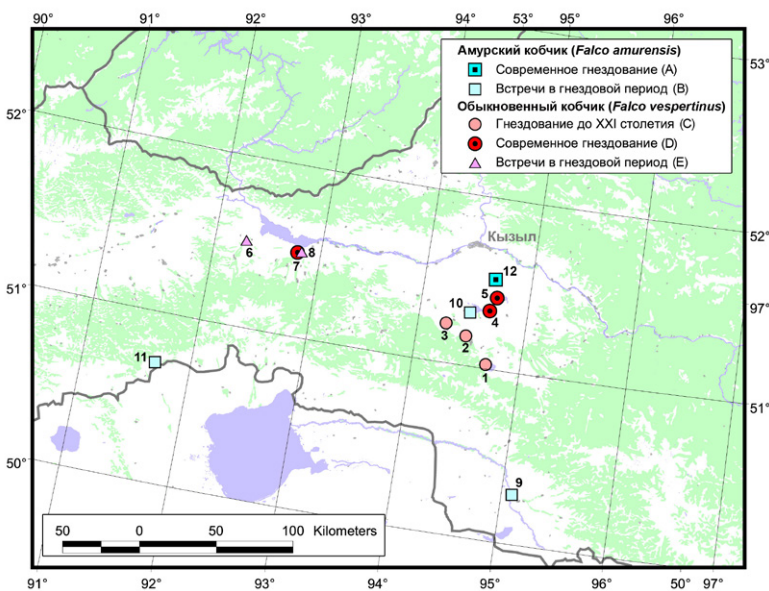 90° 91° 92° 93° 94° 53° 95°
Амурский кобчик (Falco amurensis)
Современное гнездование (A)
Встречи в гнездовой период (B)
Обыкновенный кобчик (Falco vespertinus)
Гнездование до XXI столетия (C)
Современное гнездование (D)
Встречи в гнездовой период (E)
53°
52°
52°
Кызыл
6
8
7
12
5
10
4
3
2
1
11
9
51°
97°
51°
50°
50 0 50 100 Kilometers
91° 92° 93° 94° 95° 96° 50° 97°